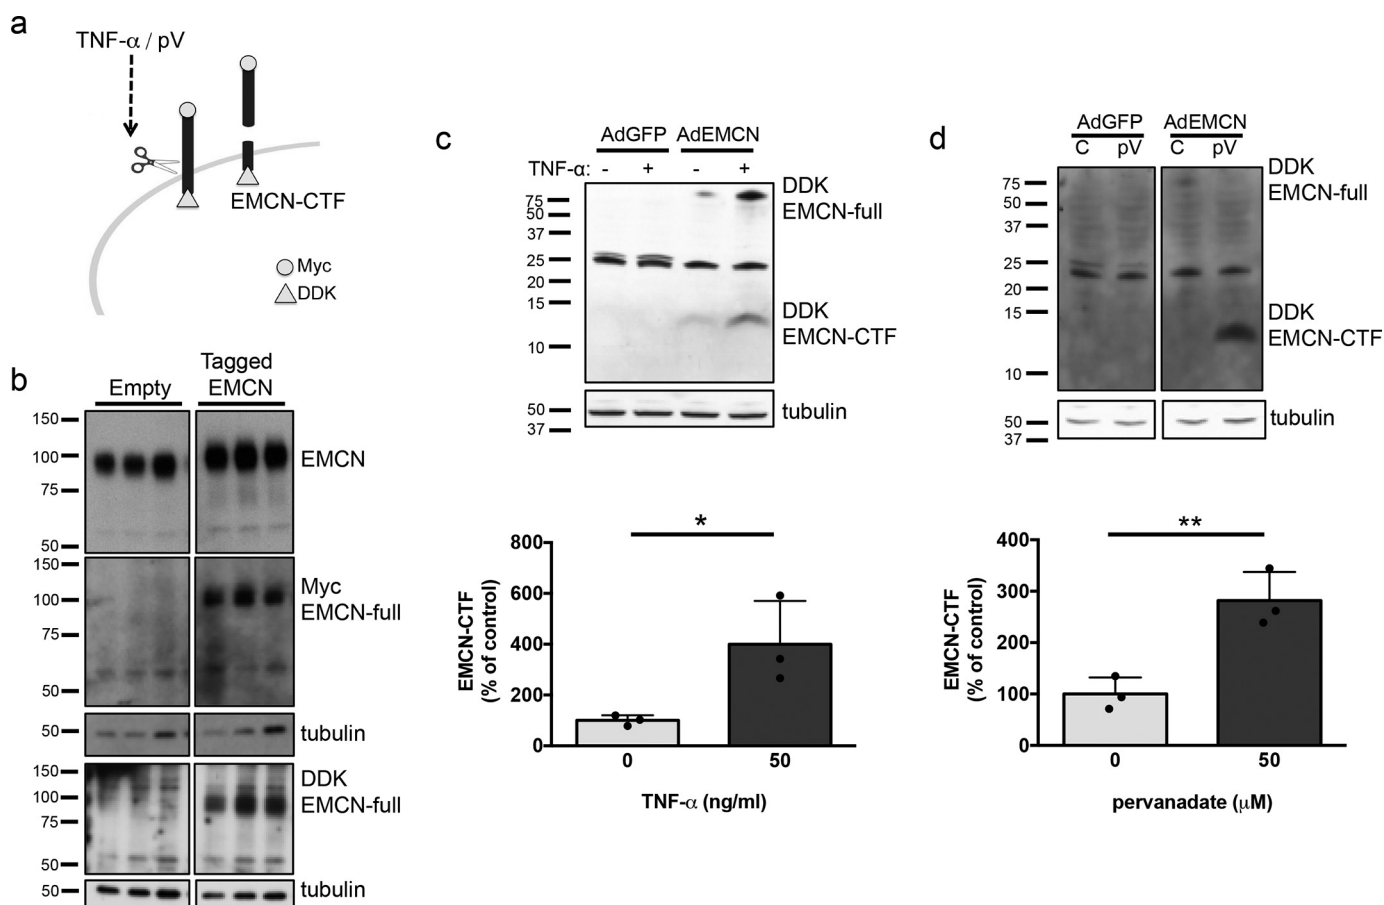 a
TNF-α / pV
EMCN-CTF
Myc
DDK
b
Empty
Tagged
EMCN
150
100
75
50
EMCN
150
100
75
50
Myc
EMCN-full
50
tubulin
150
100
75
50
DDK
EMCN-full
50
tubulin
c
AdGFP AdEMCN
TNF-α: - + - +
75
50
37
25
20
15
10
DDK
EMCN-full
DDK
EMCN-CTF
50
37
tubulin
*
EMCN-CTF
(% of control)
800
600
400
200
0
0 50
TNF-α (ng/ml)
d
AdGFP AdEMCN
C pV C pV
75
50
37
25
20
15
10
DDK
EMCN-full
DDK
EMCN-CTF
50
37
tubulin
**
EMCN-CTF
(% of control)
400
300
200
100
0
0 50
pervanadate (μM)